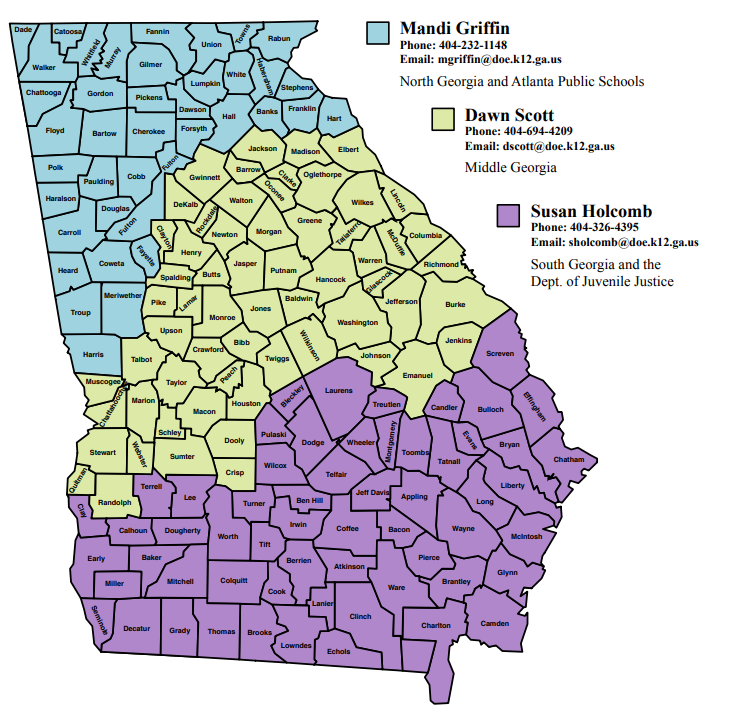 Mandi Griffin
Phone: 404-232-1148
Email: mgriffin@doe.k12.ga.us
North Georgia and Atlanta Public Schools
Dawn Scott
Phone: 404-694-4209
Email: dscott@doe.k12.ga.us
Middle Georgia
Susan Holcomb
Phone: 404-326-4395
Email: sholcomb@doe.k12.ga.us
South Georgia and the
Dept. of Juvenile Justice
Dade
Catoosa
Whitfield
Murray
Fannin
Union
Towns
Rabun
Walker
Gilmer
White
Habersham
Chattooga
Gordon
Pickens
Lumpkin
Stephens
Dawson
Hall
Banks
Franklin
Hart
Floyd
Bartow
Cherokee
Forsyth
Jackson
Madison
Elbert
Polk
Paulding
Cobb
Fulton
Gwinnett
Barrow
Clarke
Oconee
Oglethorpe
Haralson
Douglas
Fulton
DeKalb
Rockdale
Walton
Wilkes
Lincoln
Carroll
Clayton
Newton
Morgan
Greene
Taliaferro
McDuffie
Columbia
Heard
Coweta
Fayette
Henry
Spalding
Butts
Jasper
Putnam
Hancock
Warren
Glascock
Richmond
Troup
Meriwether
Pike
Lamar
Monroe
Jones
Baldwin
Washington
Jefferson
Burke
Harris
Upson
Crawford
Bibb
Twiggs
Wilkinson
Johnson
Emanuel
Jenkins
Screven
Talbot
Muscogee
Chattahoochee
Marion
Taylor
Peach
Houston
Bleckley
Laurens
Treutlen
Candler
Bulloch
Effingham
Macon
Schley
Dooly
Pulaski
Dodge
Wheeler
Montgomery
Toombs
Evans
Tatnall
Bryan
Chatham
Stewart
Webster
Sumter
Crisp
Wilcox
Telfair
Quitman
Randolph
Terrell
Lee
Turner
Ben Hill
Jeff Davis
Appling
Long
Liberty
Clay
Calhoun
Dougherty
Worth
Tift
Irwin
Coffee
Bacon
Wayne
McIntosh
Early
Baker
Miller
Mitchell
Colquitt
Berrien
Cook
Atkinson
Ware
Pierce
Brantley
Glynn
Seminole
Decatur
Grady
Thomas
Brooks
Lanier
Lowndes
Echols
Clinch
Charlton
Camden